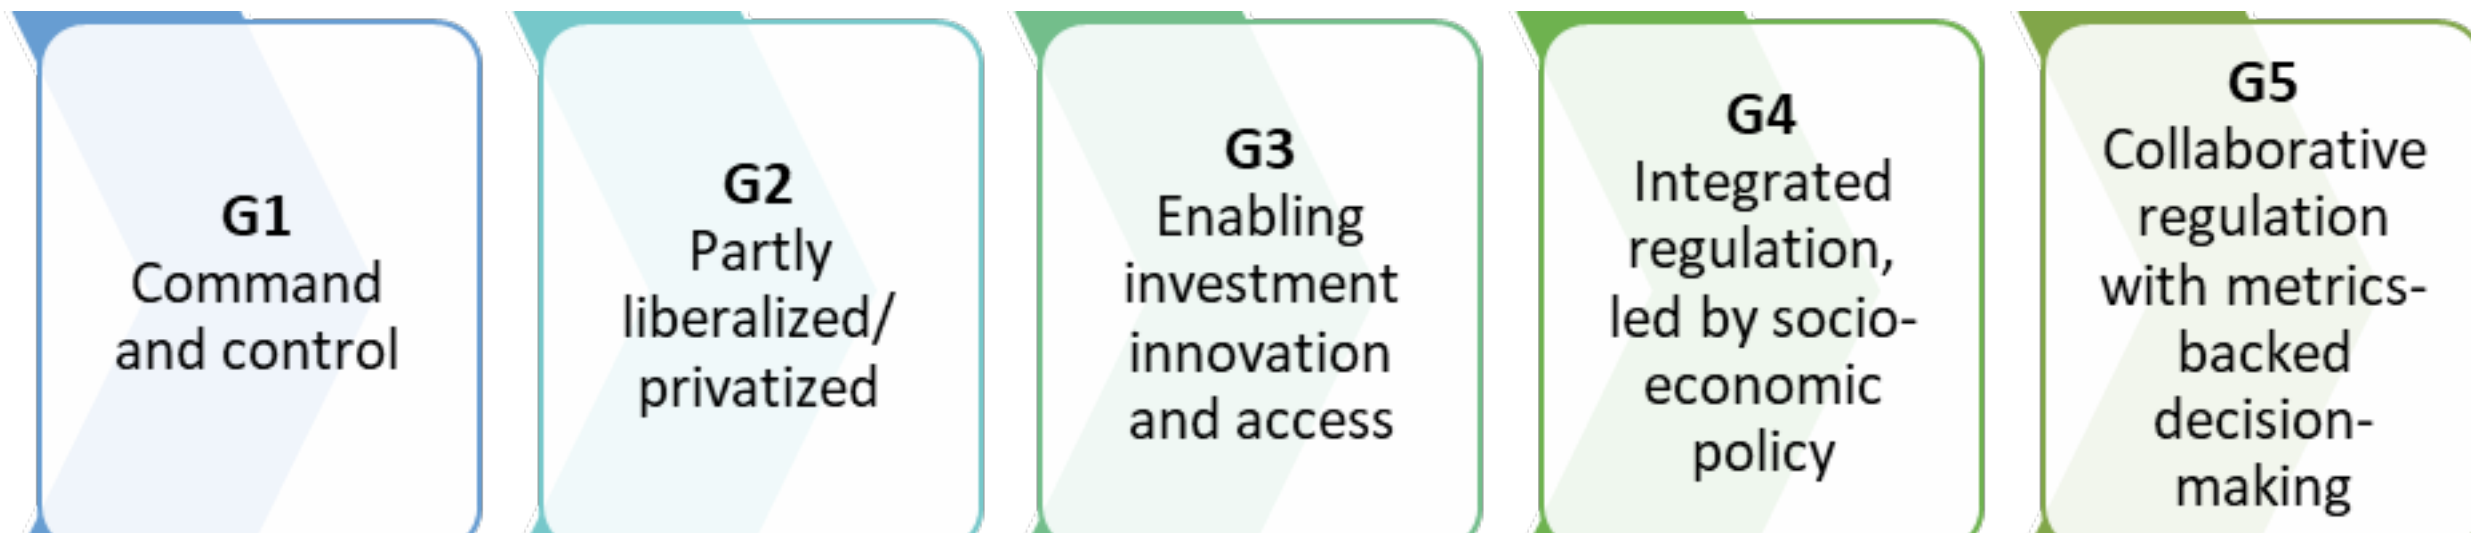 G1
Command
and control
G2
Partly
liberalized/
privatized
G3
Enabling
investment
innovation
and access
G4
Integrated
regulation,
led by socio-
economic
policy
G5
Collaborative
regulation
with metrics-
backed
decision-
making